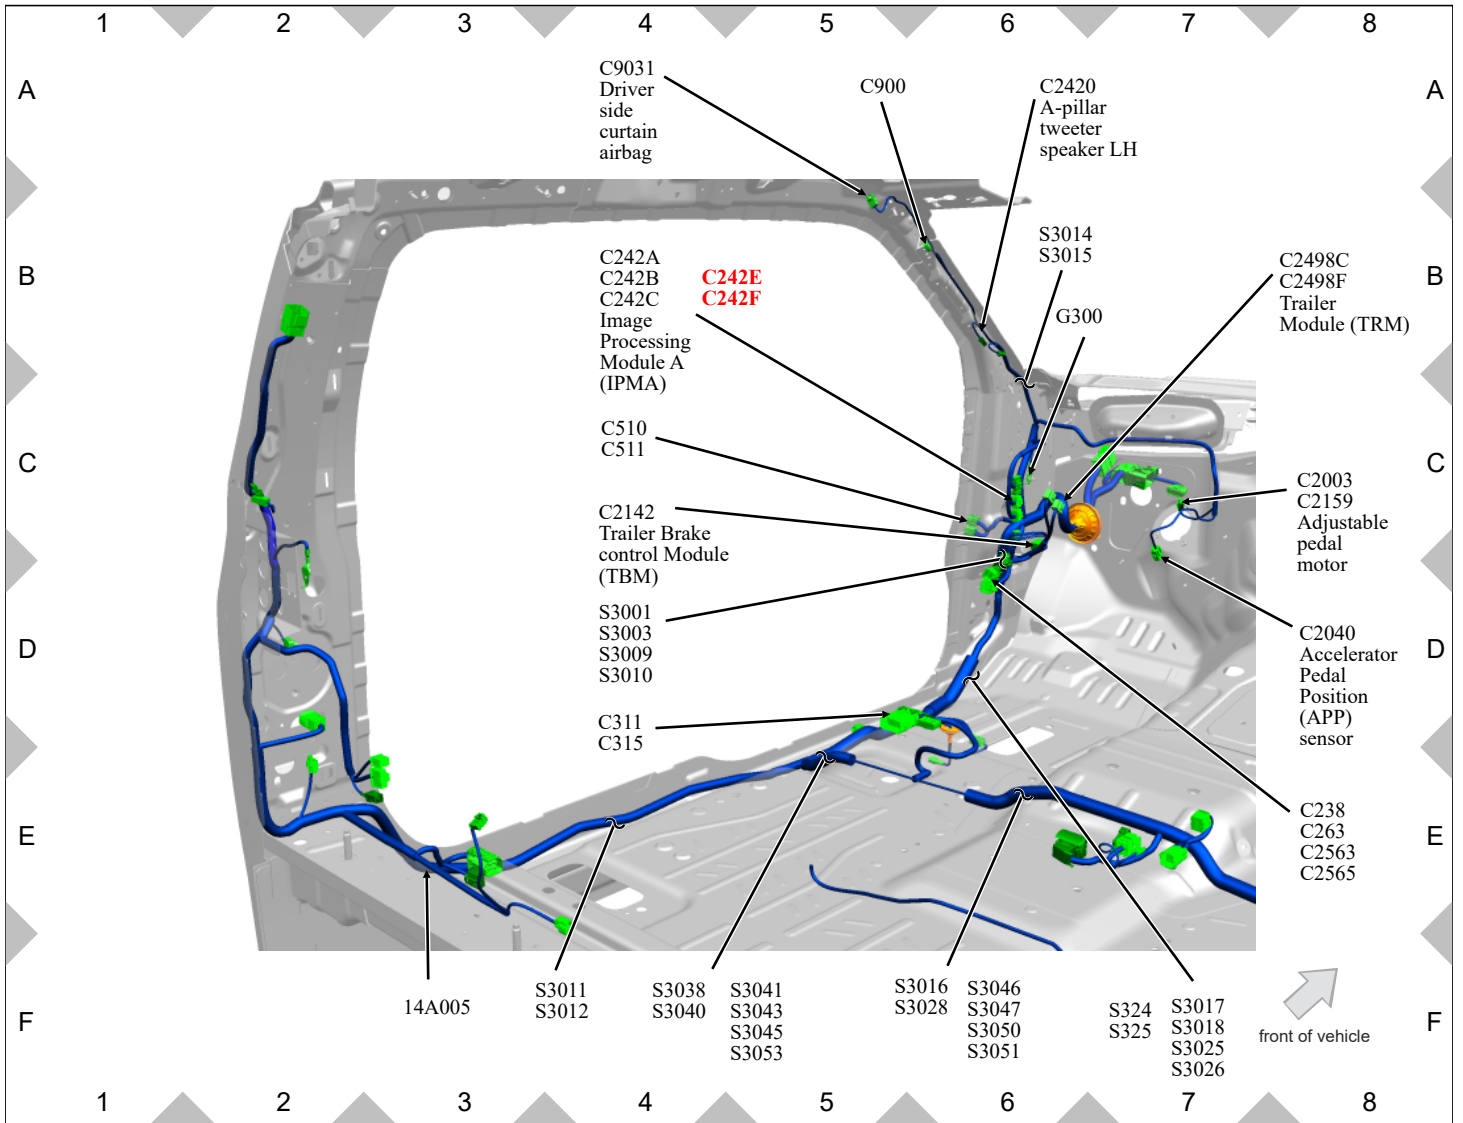 1 2 3 4 5 6 7 8
A A
C9031
Driver
side
curtain
airbag
C900
C2420
A-pillar
tweeter
speaker LH
S3014
S3015
B B
C242A
C242B C242E
C242C C242F
Image
Processing
Module A
(IPMA)
G300
C2498C
C2498F
Trailer
Module (TRM)
C510
C511
C C
C2142
Trailer Brake
control Module
(TBM)
C2003
C2159
Adjustable
pedal
motor
S3001
S3003
S3009
S3010
D D
C2040
Accelerator
Pedal
Position
(APP)
sensor
C311
C315
E E
C238
C263
C2563
C2565
14A005
S3011
S3012
S3038
S3040
S3041
S3043
S3045
S3053
S3016
S3028
S3046
S3047
S3050
S3051
S324
S325
S3017
S3018
S3025
S3026
front of vehicle
F F
1 2 3 4 5 6 7 8